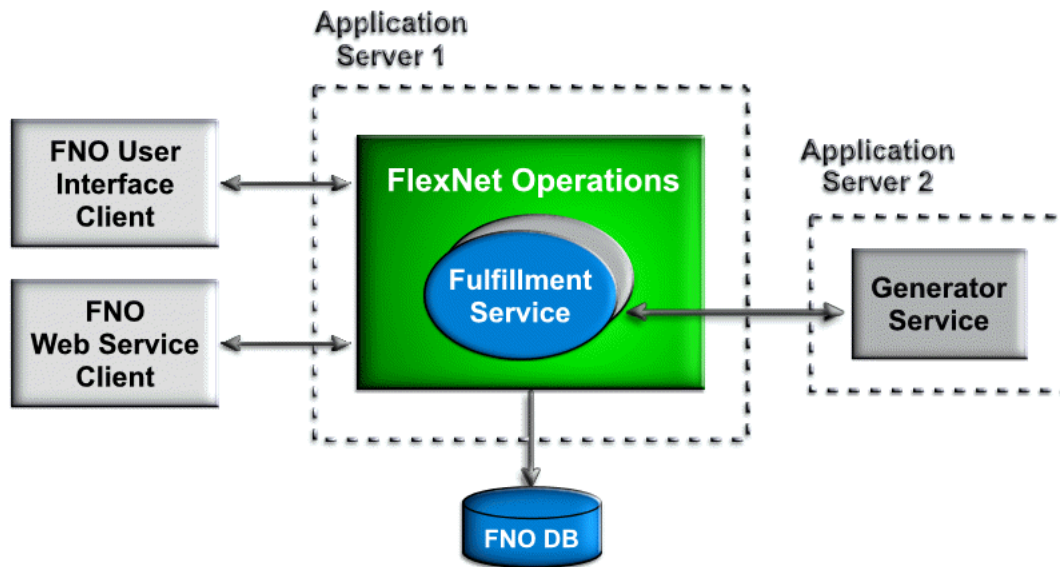 Application
Server 1
FNO User
Interface
Client
FlexNet Operations
Application
Server 2
Fulfillment
Service
Generator
Service
FNO
Web Service
Client
FNO DB